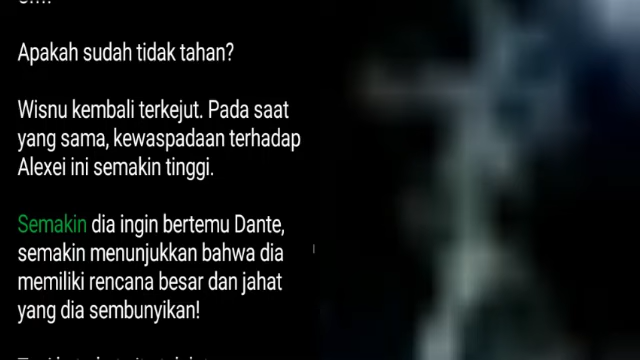 Apakah sudah tidak tahan?
Wisnu kembali terkejut. Pada saat
yang sama, kewaspadaan terhadap
Alexei ini semakin tinggi.
Semakin dia ingin bertemu Dante,
semakin menunjukkan bahwa dia
memiliki rencana besar dan jahat
yang dia sembunyikan!